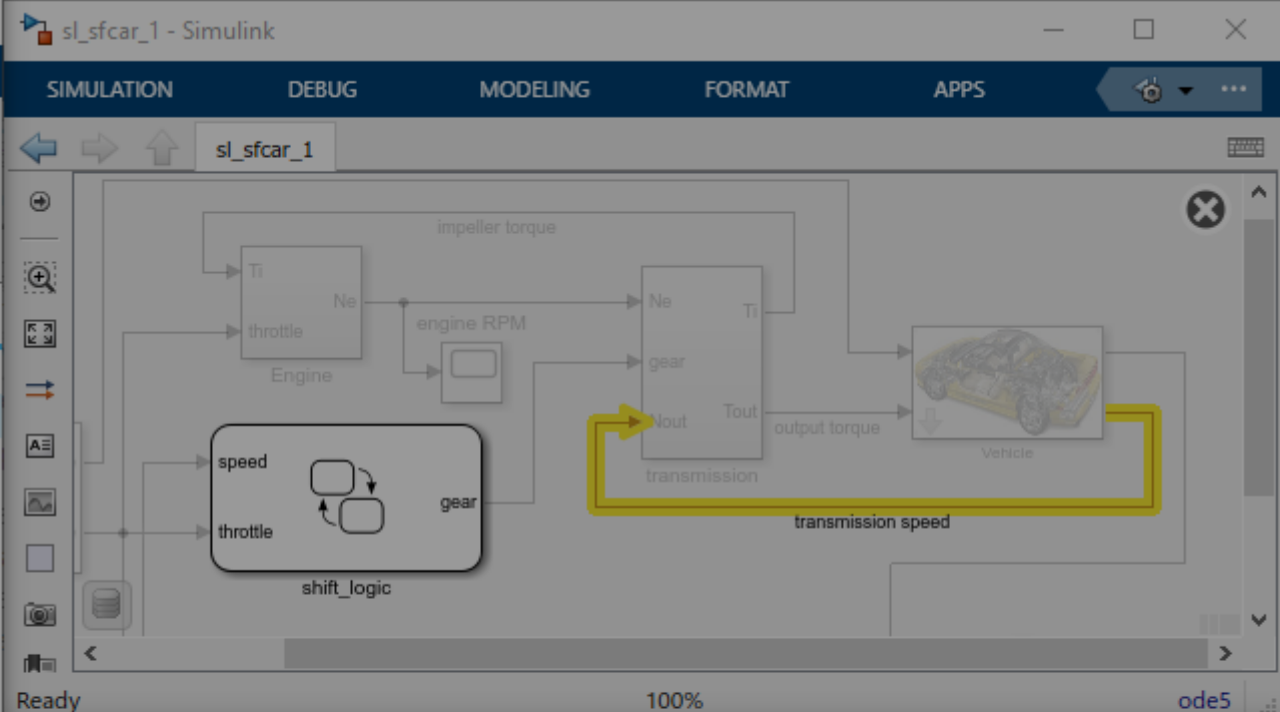 sl_sfcar_1 - Simulink
SIMULATION DEBUG MODELING FORMAT APPS
sl_sfcar_1
impeller torque
Ti
Ne
throttle
Engine
engine RPM
Ne
Ti
gear
Nout
Tout
transmission
output torque
Vehicle
transmission speed
speed
throttle
gear
shift_logic
AΞ
Ready 100% ode5